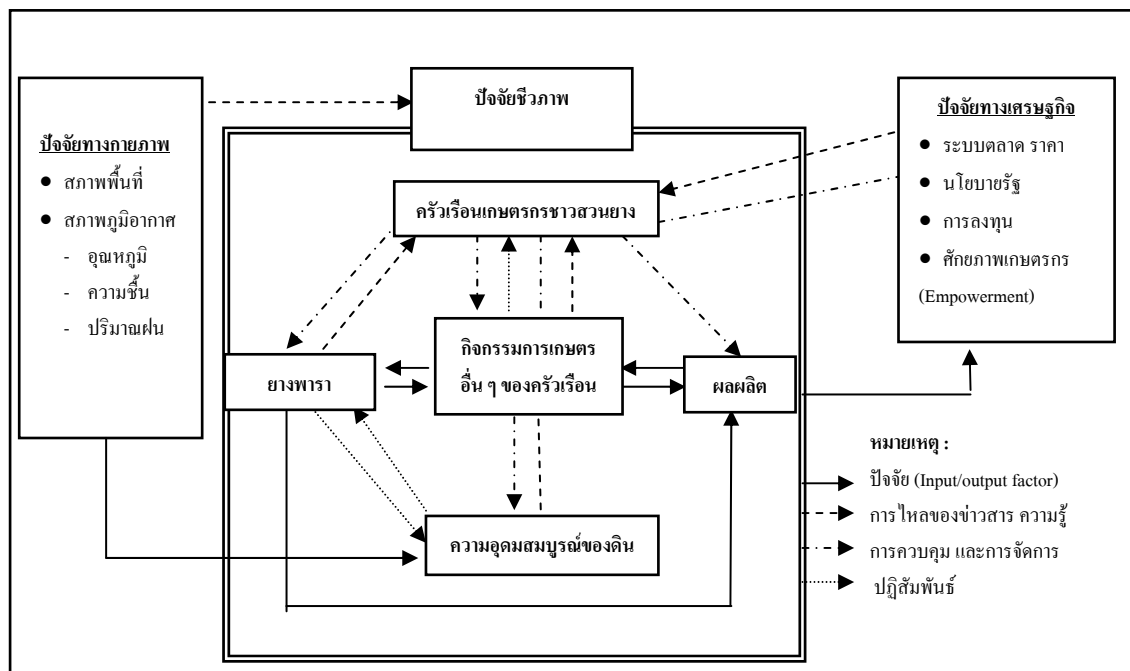 ปัจจัยทางกายภาพ
● สภาพพื้นที่
● สภาพภูมิอากาศ
- อุณหภูมิ
- ความชื้น
- ปริมาณฝน
ปัจจัยชีวภาพ
ครัวเรือนเกษตรกรชาวสวนยาง
กิจกรรมการเกษตร
อื่น ๆ ของครัวเรือน
ยางพารา
ผลผลิต
ความอุดมสมบูรณ์ของดิน
ปัจจัยทางเศรษฐกิจ
● ระบบตลาด ราคา
● นโยบายรัฐ
● การลงทุน
● ศักยภาพเกษตรกร
(Empowerment)
หมายเหตุ :
ปัจจัย (Input/output factor)
การไหลของข่าวสาร ความรู้
การควบคุม และการจัดการ
ปฏิสัมพันธ์